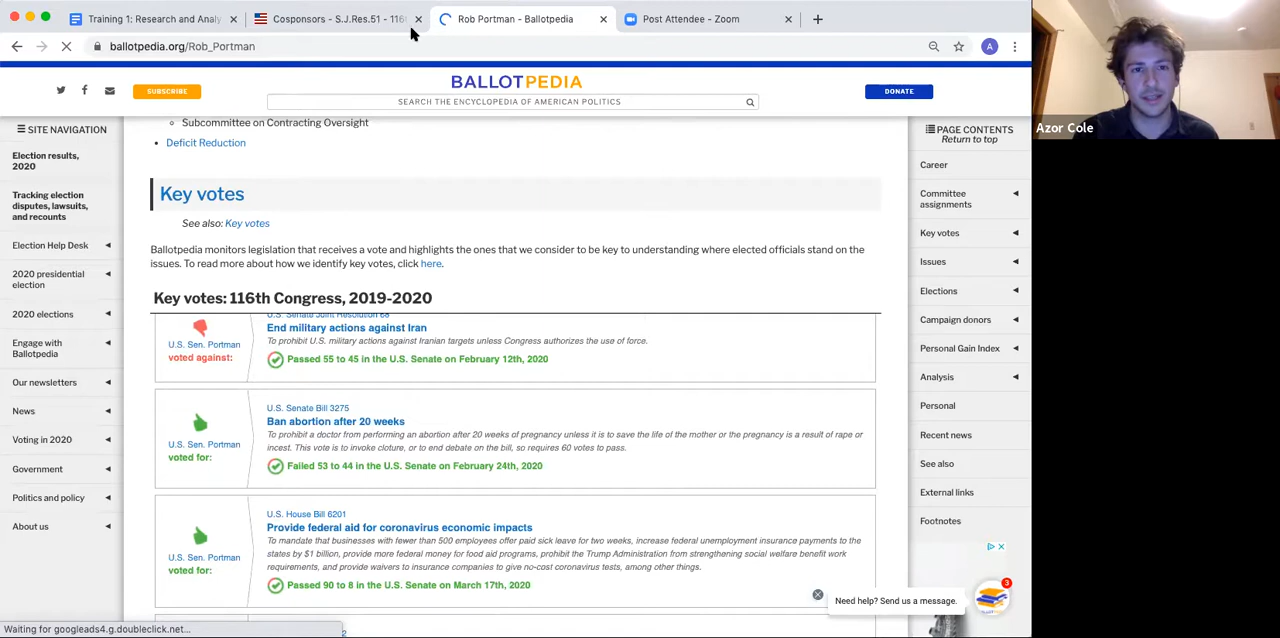 Training 1: Research and Analy
Cosponsors - S.J.Res.51 - 116t
Rob Portman - Ballotpedia
Post Attendee - Zoom
ballotpedia.org/Rob_Portman
A
Azor Cole
SUBSCRIBE
BALLOTPEDIA
SEARCH THE ENCYCLOPEDIA OF AMERICAN POLITICS
DONATE
SITE NAVIGATION
Election results,
2020
Tracking election
disputes, lawsuits,
and recounts
Election Help Desk
2020 presidential
election
2020 elections
Engage with
Ballotpedia
Our newsletters
News
Voting in 2020
Government
Politics and policy
About us
Subcommittee on Contracting Oversight
Deficit Reduction
Key votes
See also: Key votes
Ballotpedia monitors legislation that receives a vote and highlights the ones that we consider to be key to understanding where elected officials stand on the
issues. To read more about how we identify key votes, click here.
Key votes: 116th Congress, 2019-2020
U.S. Senate Joint Resolution 68
U.S. Sen. Portman
voted against:
End military actions against Iran
To prohibit U.S. military actions against Iranian targets unless Congress authorizes the use of force.
Passed 55 to 45 in the U.S. Senate on February 12th, 2020
U.S. Sen. Portman
voted for:
U.S. Senate Bill 3275
Ban abortion after 20 weeks
To prohibit a doctor from performing an abortion after 20 weeks of pregnancy unless it is to save the life of the mother or the pregnancy is a result of rape or
incest. This vote is to invoke cloture, or to end debate on the bill, so requires 60 votes to pass.
Failed 53 to 44 in the U.S. Senate on February 24th, 2020
U.S. Sen. Portman
voted for:
U.S. House Bill 6201
Provide federal aid for coronavirus economic impacts
To mandate that businesses with fewer than 500 employees offer paid sick leave for two weeks, increase federal unemployment insurance payments to the
states by $1 billion, provide more federal money for food aid programs, prohibit the Trump Administration from strengthening social welfare benefit work
requirements, and provide waivers to insurance companies to give no-cost coronavirus tests, among other things.
Passed 90 to 8 in the U.S. Senate on March 17th, 2020
PAGE CONTENTS
Return to top
Career
Committee
assignments
Key votes
Issues
Elections
Campaign donors
Personal Gain Index
Analysis
Personal
Recent news
See also
External links
Footnotes
Need help? Send us a message.
3
Waiting for googleads4.g.doubleclick.net...